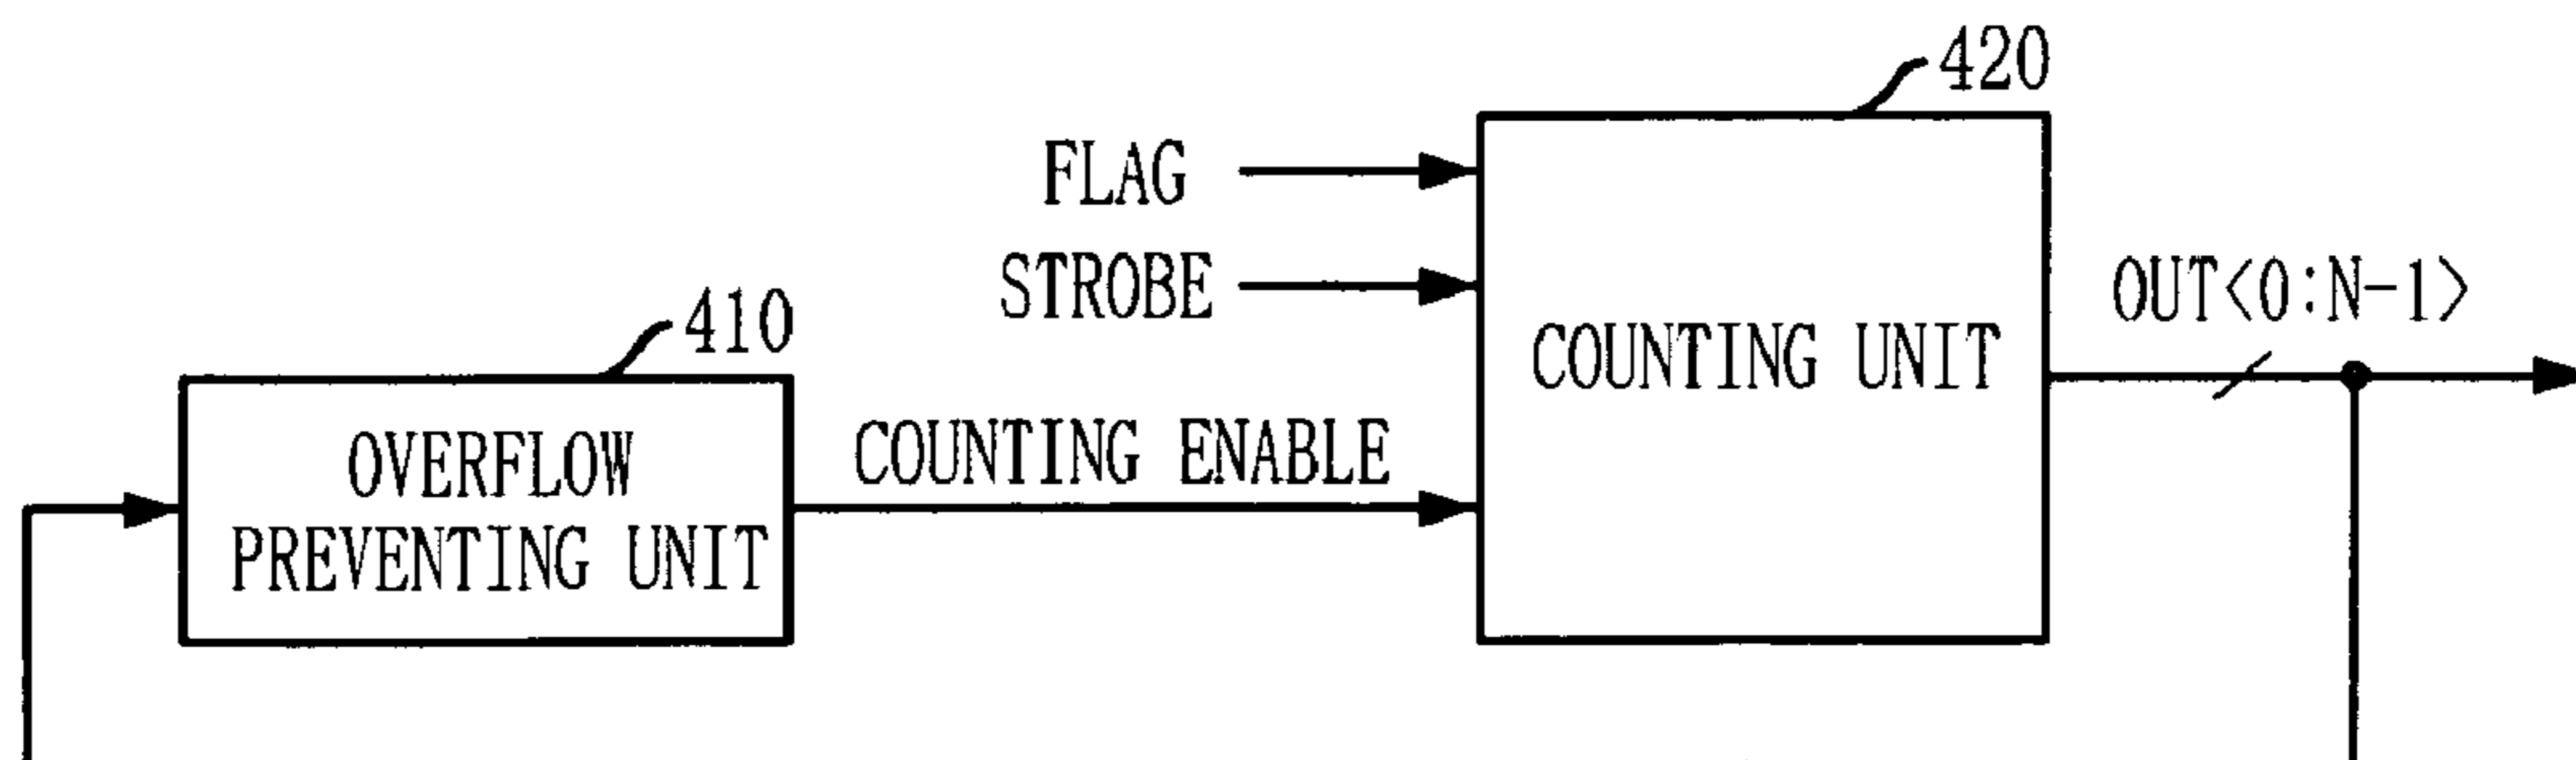 420
FLAG
STROBE
OUT<0:N-1>
410
COUNTING UNIT
COUNTING ENABLE
OVERFLOW
PREVENTING UNIT